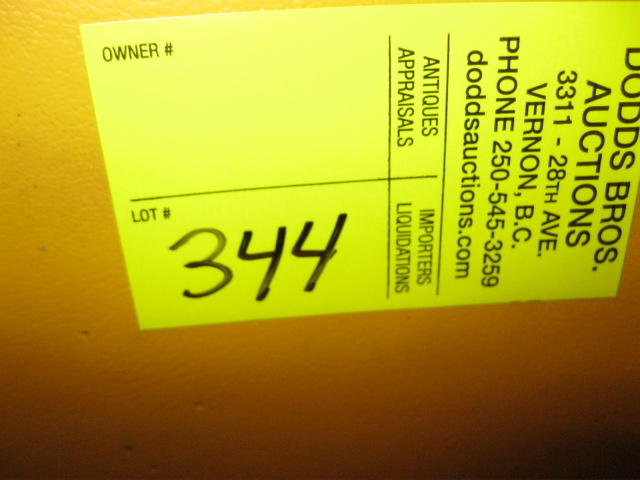 DODDS BROS.
AUCTIONS
3311 - 28TH AVE.
VERNON, B.C.
PHONE 250-545-3259
doddsauctions.com
ANTIQUES
APPRAISALS
IMPORTERS
LIQUIDATIONS
OWNER #
LOT #
344